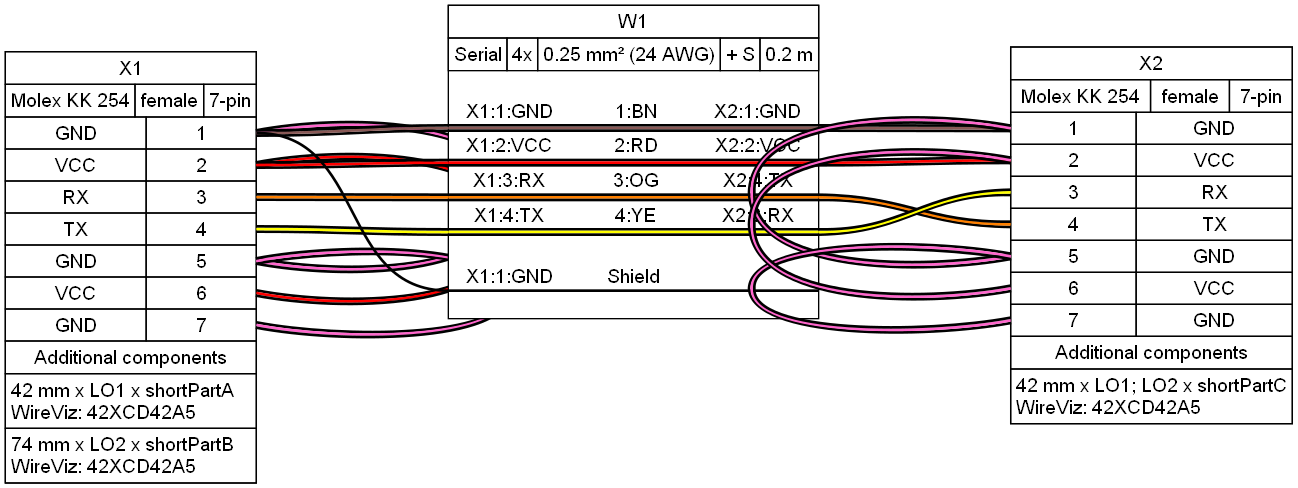 W1
Serial 4x 0.25 mm² (24 AWG) + S 0.2 m
X1:1:GND 1:BN X2:1:GND
X1:2:VCC 2:RD X2:2:VCC
X1:3:RX 3:OG X2:4:TX
X1:4:TX 4:YE X2:3:RX
X1:1:GND Shield
X1
Molex KK 254 female 7-pin
GND 1
VCC 2
RX 3
TX 4
GND 5
VCC 6
GND 7
Additional components
42 mm x LO1 x shortPartA
WireViz: 42XCD42A5
74 mm x LO2 x shortPartB
WireViz: 42XCD42A5
X2
Molex KK 254 female 7-pin
1 GND
2 VCC
3 RX
4 TX
5 GND
6 VCC
7 GND
Additional components
42 mm x LO1; LO2 x shortPartC
WireViz: 42XCD42A5